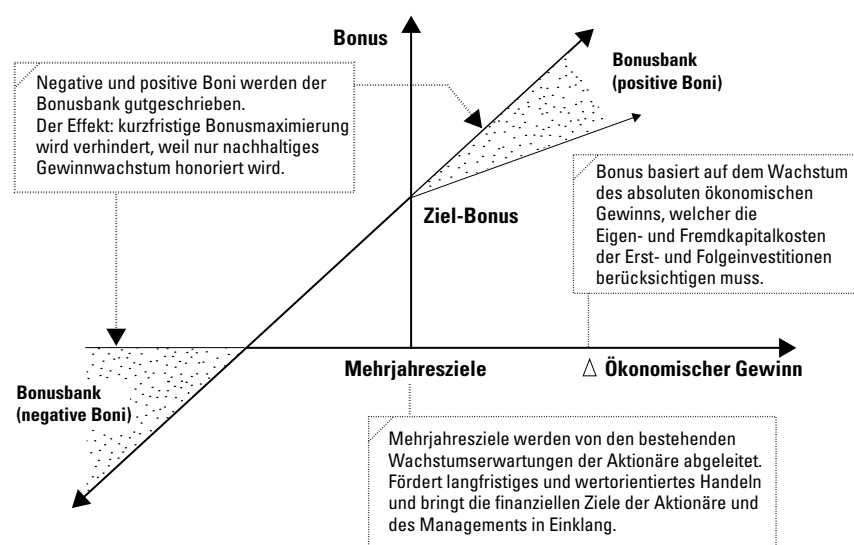 Bonus
Bonusbank
(positive Boni)
Negative und positive Boni werden der
Bonusbank gutgeschrieben.
Der Effekt: kurzfristige Bonusmaximierung
wird verhindert, weil nur nachhaltiges
Gewinnwachstum honoriert wird.
Bonus basiert auf dem Wachstum
des absoluten ökonomischen
Gewinns, welcher die
Eigen- und Fremdkapitalkosten
der Erst- und Folgeinvestitionen
berücksichtigen muss.
Ziel-Bonus
Mehrjahresziele
△ Ökonomischer Gewinn
Bonusbank
(negative Boni)
Mehrjahresziele werden von den bestehenden
Wachstumserwartungen der Aktionäre abgeleitet.
Fördert langfristiges und wertorientiertes Handeln
und bringt die finanziellen Ziele der Aktionäre und
des Managements in Einklang.